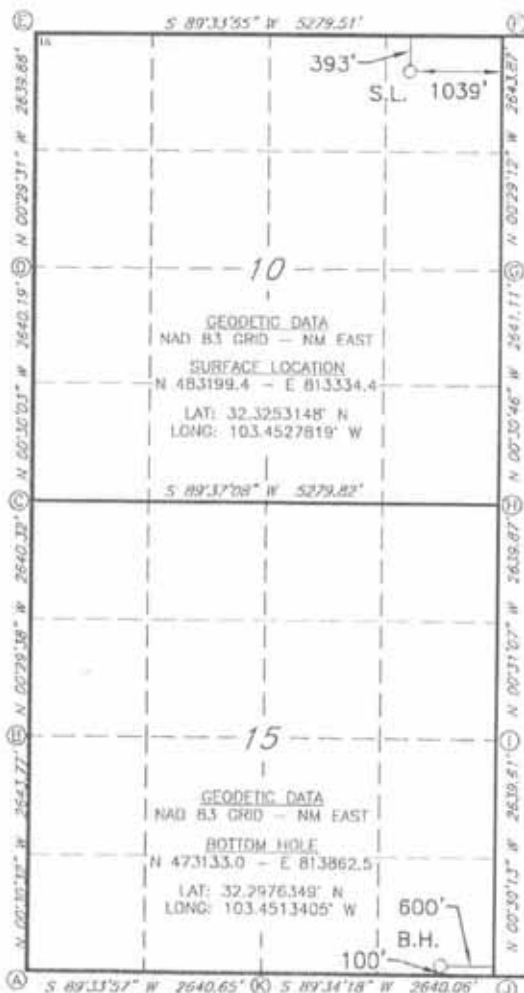 E S 89°33'55" W 5279.51' F
393'
S.L. 1039'
N 00°29'31" W 2639.88'
N 00°29'12" W 2643.87'
D 10 G
GEODETIC DATA
NAD 83 GRID - NM EAST
SURFACE LOCATION
N 483199.4 - E 813334.4
LAT: 32.3253148° N
LONG: 103.4527819° W
N 00°30'03" W 2640.19'
N 00°30'46" W 2641.11'
C S 89°37'08" W 5279.82' H
N 00°29'38" W 2640.32'
N 00°31'07" W 2639.87'
B 15 I
GEODETIC DATA
NAD 83 GRID - NM EAST
BOTTOM HOLE
N 473133.0 - E 813862.5
LAT: 32.2976349° N
LONG: 103.4513405° W
2643.77'
N 00°30'13" W 2639.61'
600'
B.H.
100'
A S 89°33'57" W 2640.65' K S 89°34'18" W 2640.06' J